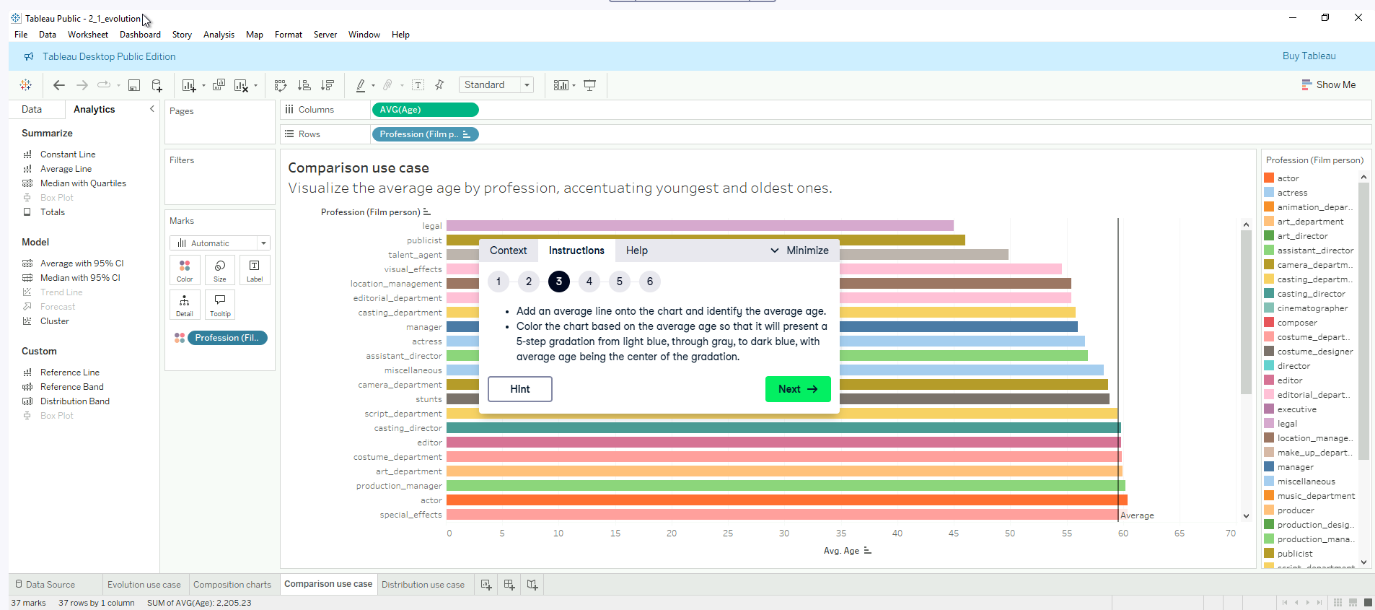 Tableau Public - 2_1_evolution
File Data Worksheet Dashboard Story Analysis Map Format Server Window Help
Tableau Desktop Public Edition
Buy Tableau
Standard
Show Me
Data
Analytics
Summarize
Constant Line
Average Line
Median with Quartiles
Box Plot
Totals
Model
Average with 95% CI
Median with 95% CI
Trend Line
Forecast
Cluster
Custom
Reference Line
Reference Band
Distribution Band
Box Plot
Pages
Filters
Marks
Automatic
Color
Size
Label
Detail
Tooltip
Profession (Fil..
Columns
AVG(Age)
Rows
Profession (Film p..
Comparison use case
Visualize the average age by profession, accentuating youngest and oldest ones.
Profession (Film person)
legal
publicist
talent_agent
visual_effects
location_management
editorial_department
casting_department
manager
actress
assistant_director
miscellaneous
camera_department
stunts
script_department
casting_director
editor
costume_department
art_department
production_manager
actor
special_effects
Average
0 5 10 15 20 25 30 35 40 45 50 55 60 65 70
Avg. Age
Context
Instructions
Help
Minimize
1 2 3 4 5 6
• Add an average line onto the chart and identify the average age.
• Color the chart based on the average age so that it will present a
5-step gradation from light blue, through gray, to dark blue, with
average age being the center of the gradation.
Hint
Next →
Profession (Film person)
actor
actress
animation_depar..
art_department
art_director
assistant_director
camera_departm..
casting_departm..
casting_director
cinematographer
composer
costume_depart..
costume_designer
director
editor
editorial_depart..
executive
legal
location_manage..
make_up_depart..
manager
miscellaneous
music_department
producer
production_desig..
production_mana..
publicist
script_department
Data Source
Evolution use case
Composition charts
Comparison use case
Distribution use case
37 marks
37 rows by 1 column
SUM of AVG(Age): 2,205.23